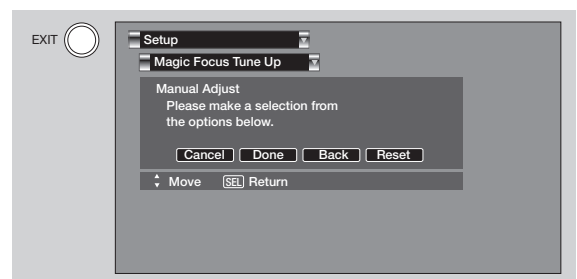 EXIT
Setup
Magic Focus Tune Up
Manual Adjust
Please make a selection from
the options below.
Cancel Done Back Reset
Move SEL Return